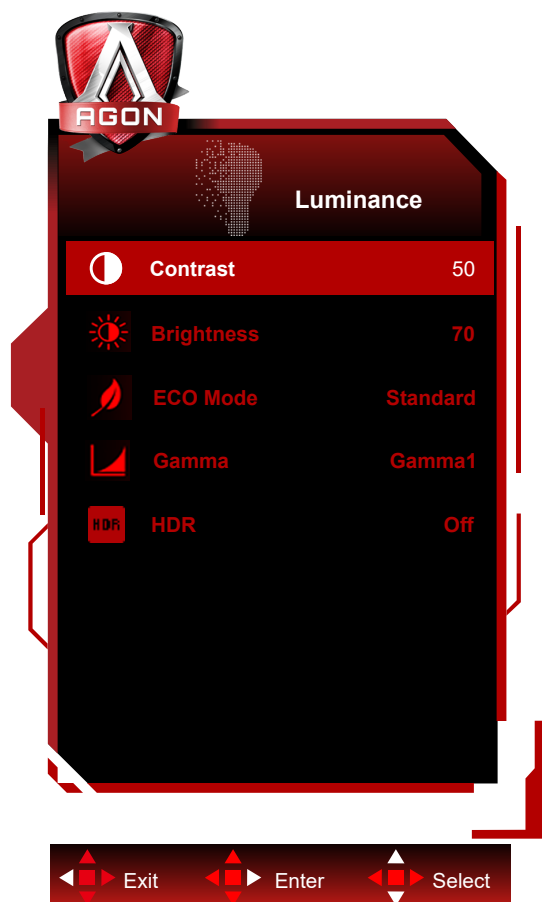 AGON
Luminance
Contrast 50
Brightness 70
ECO Mode Standard
Gamma Gamma1
HDR HDR Off
Exit Enter Select